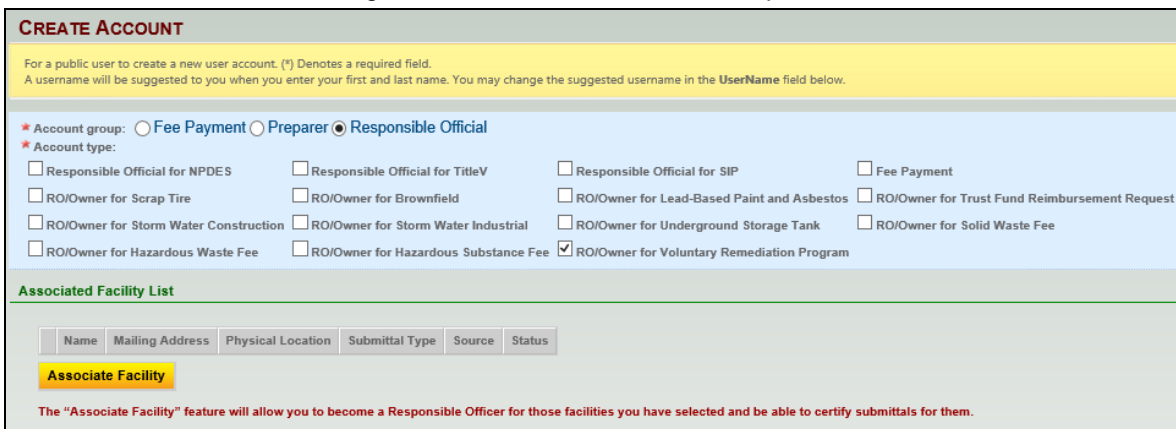 CREATE ACCOUNT
For a public user to create a new user account. (*) Denotes a required field.
A username will be suggested to you when you enter your first and last name. You may change the suggested username in the UserName field below.
* Account group: Fee Payment Preparer Responsible Official
* Account type:
Responsible Official for NPDES Responsible Official for TitleV Responsible Official for SIP Fee Payment
RO/Owner for Scrap Tire RO/Owner for Brownfield RO/Owner for Lead-Based Paint and Asbestos RO/Owner for Trust Fund Reimbursement Request
RO/Owner for Storm Water Construction RO/Owner for Storm Water Industrial RO/Owner for Underground Storage Tank RO/Owner for Solid Waste Fee
RO/Owner for Hazardous Waste Fee RO/Owner for Hazardous Substance Fee RO/Owner for Voluntary Remediation Program
Associated Facility List
Name Mailing Address Physical Location Submittal Type Source Status
Associate Facility
The “Associate Facility” feature will allow you to become a Responsible Officer for those facilities you have selected and be able to certify submittals for them.